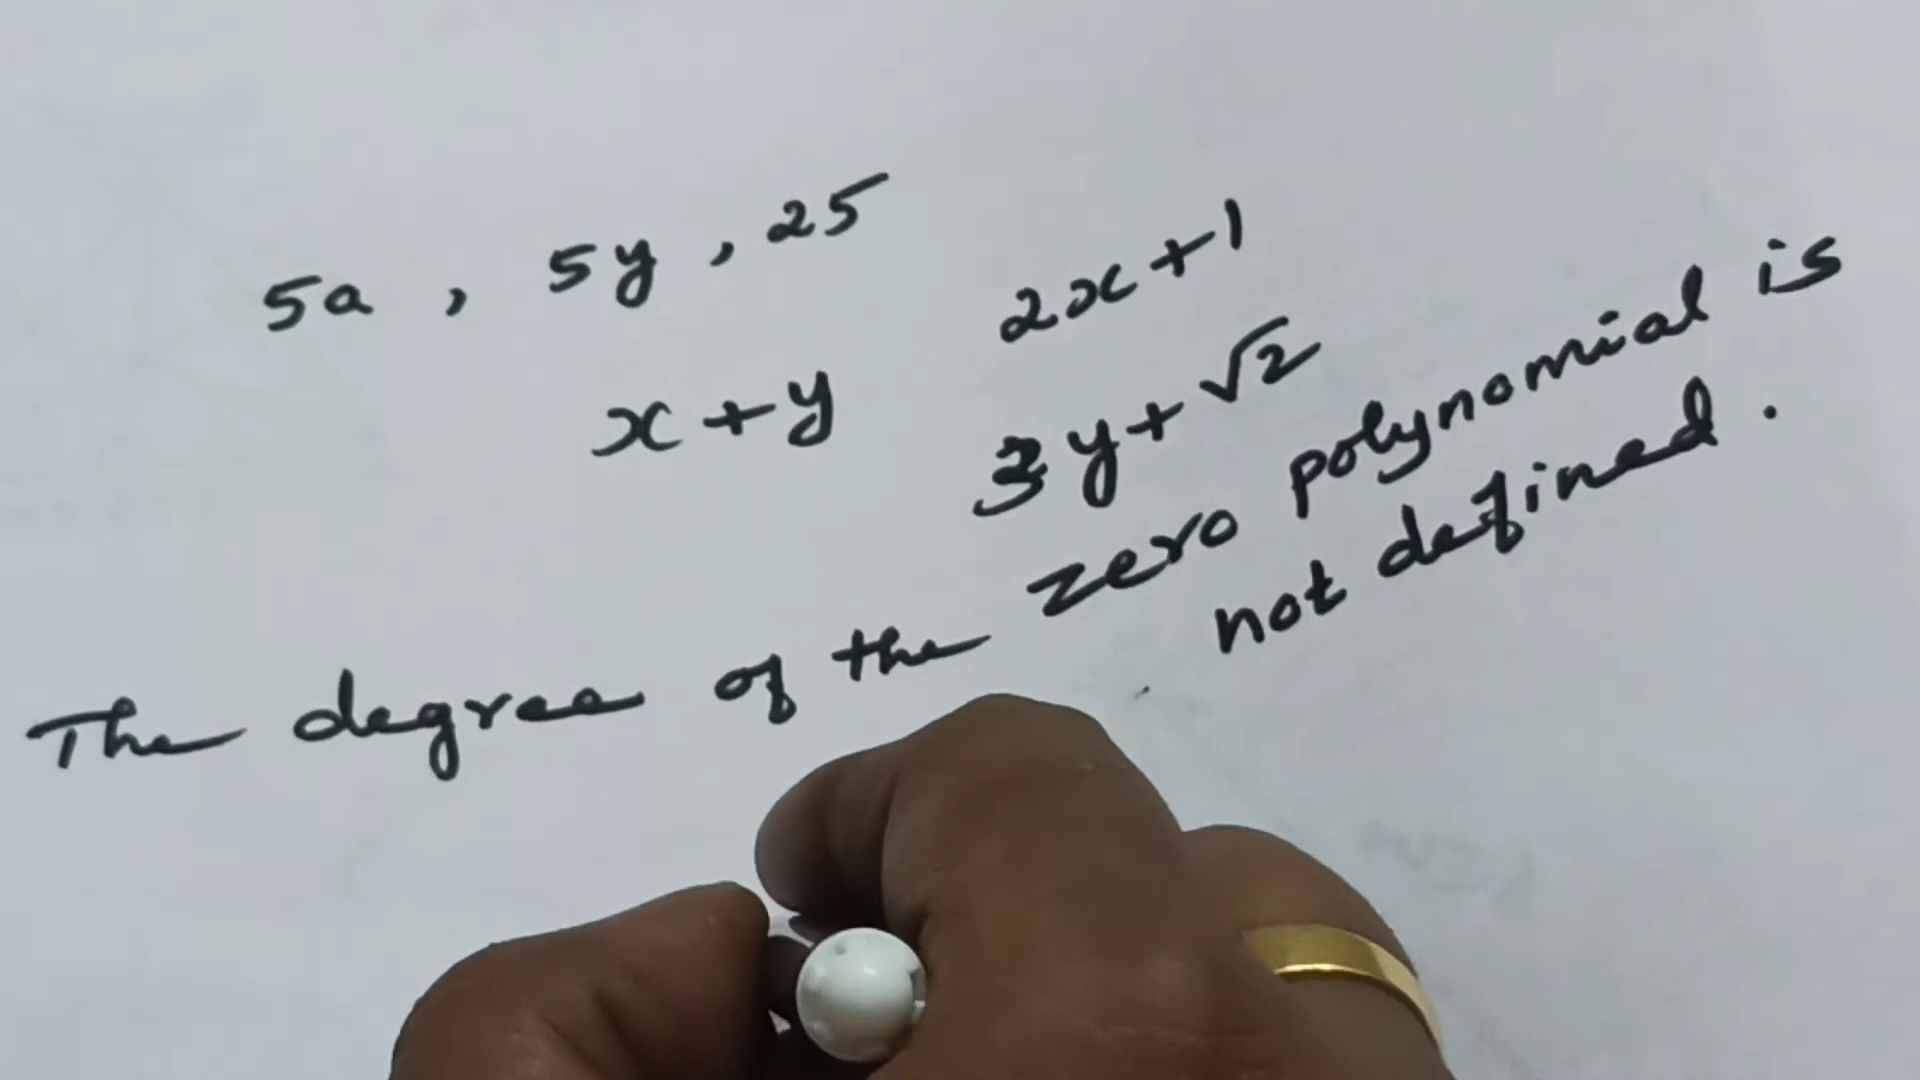 5a , 5y , 25
2x+1
x+y
3y+√2
The degree of the zero polynomial is
not defined.